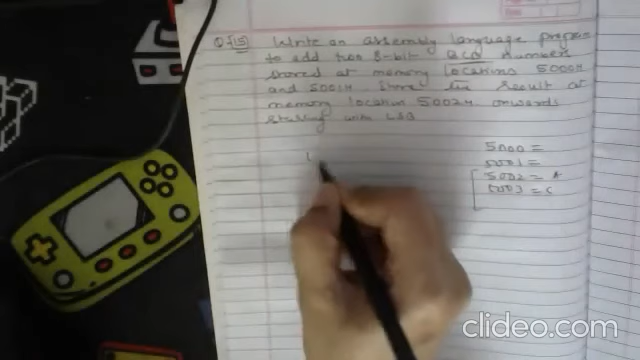 Q.15) Write an assembly language program
to add two 8-bit BCD numbers
stored at memory locations 5000H
and 5001H. Store the result at
memory location 5002H onwards
starting with LSB
5000 =
5001 =
5002 = A
5003 = C
clideo.com